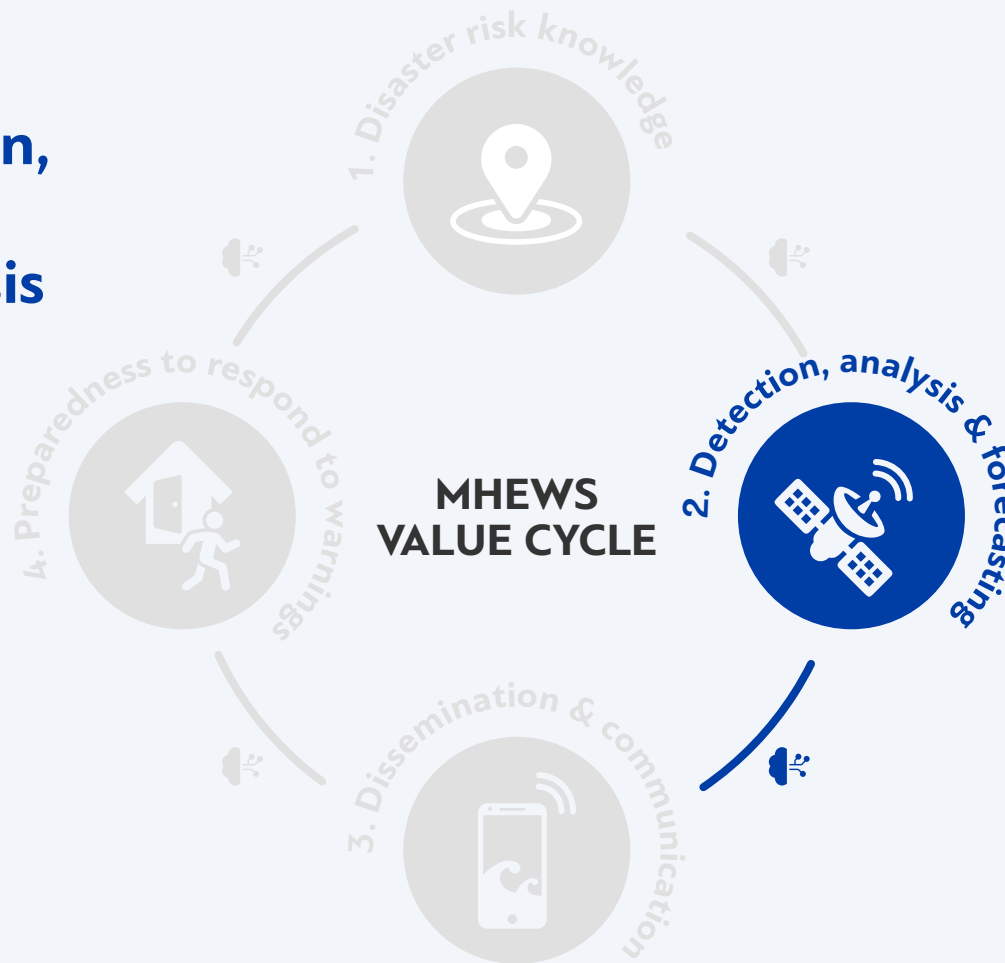 n,
is
1. Disaster risk knowledge
2. Detection, analysis & forecasting
MHEWS
VALUE CYCLE
4. Preparedness to respond to warnings
3. Dissemination & communication